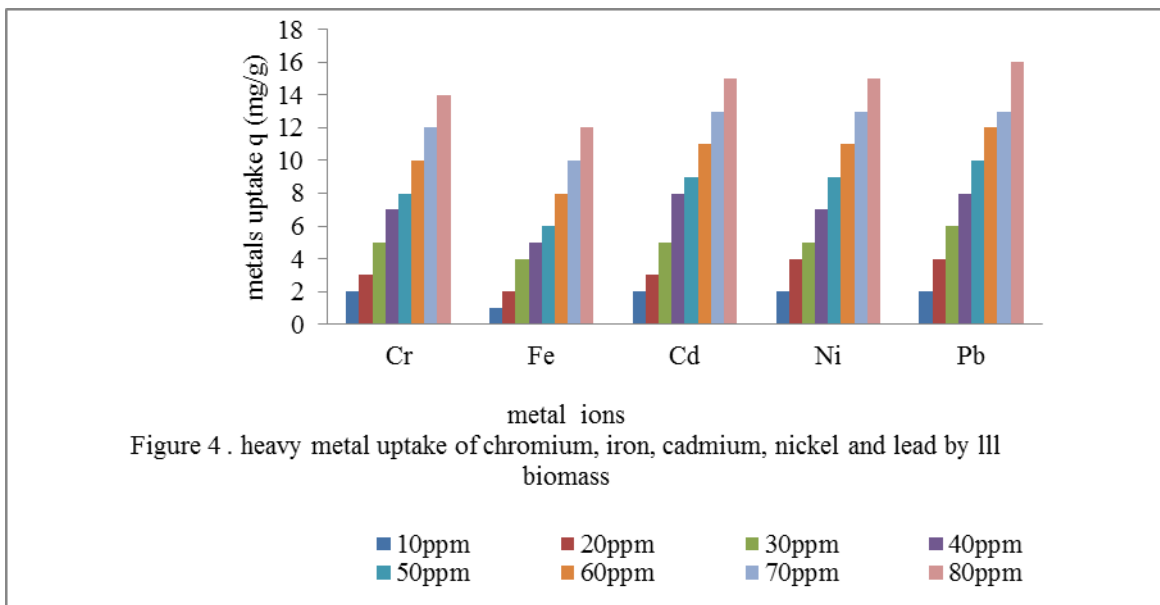 metals uptake q (mg/g)
18
16
14
12
10
8
6
4
2
0
Cr Fe Cd Ni Pb
metal ions
Figure 4 . heavy metal uptake of chromium, iron, cadmium, nickel and lead by lll
biomass
10ppm 20ppm 30ppm 40ppm
50ppm 60ppm 70ppm 80ppm